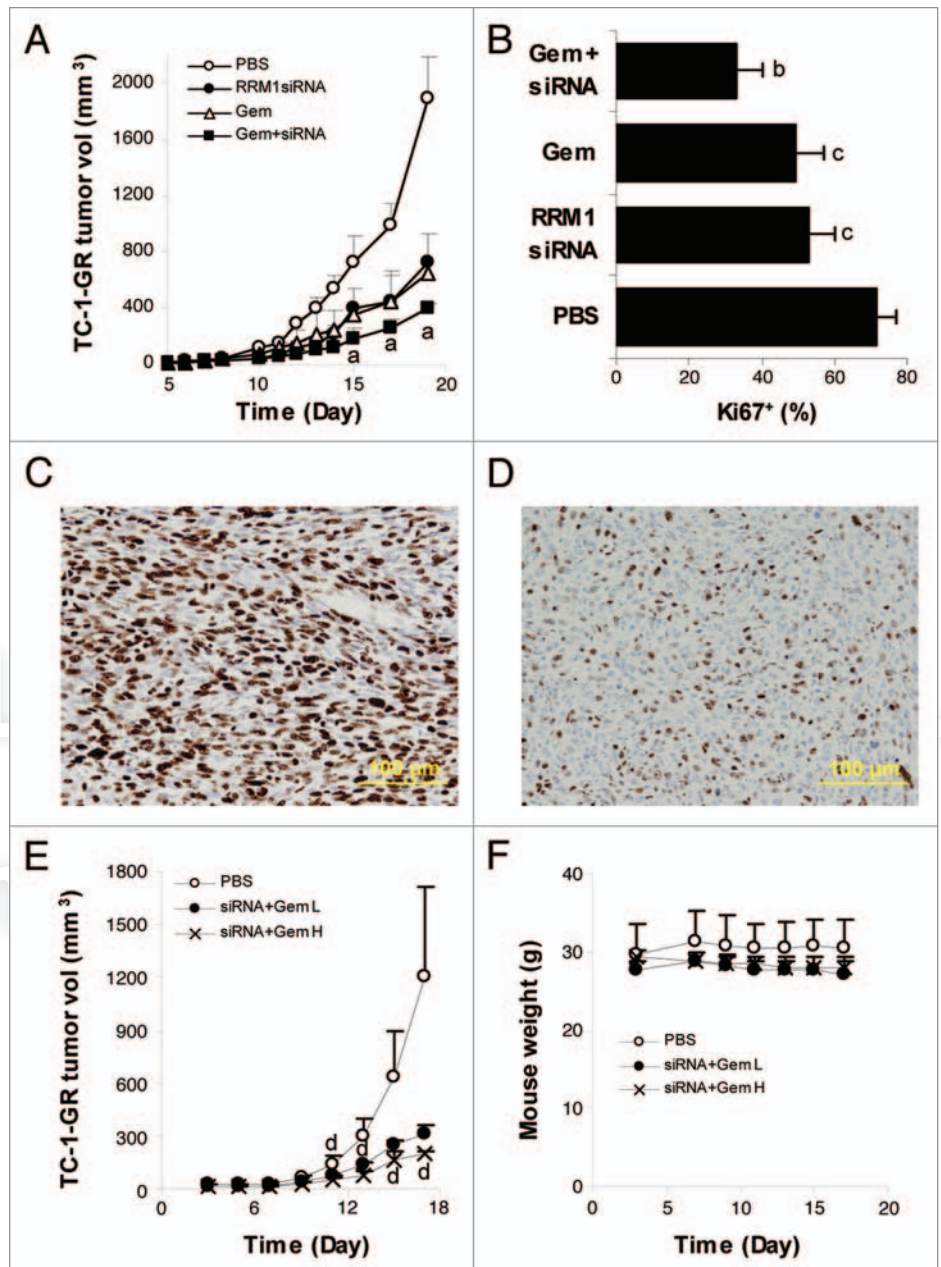 A
TC-1-GR tumor vol (mm³)
2000
1600
1200
800
400
0
PBS
RRM1siRNA
Gem
Gem+siRNA
a
a
a
5
10
15
20
Time (Day)
B
Gem+
siRNA
Gem
RRM1
siRNA
PBS
b
c
c
0
20
40
60
80
Ki67⁺ (%)
C
100 µm
D
100 µm
E
TC-1-GR tumor vol (mm³)
1800
1500
1200
900
600
300
0
PBS
siRNA+Gem L
siRNA+Gem H
d
d
d
d
0
6
12
18
Time (Day)
F
Mouse weight (g)
40
30
20
10
0
PBS
siRNA+Gem L
siRNA+Gem H
0
5
10
15
20
Time (Day)